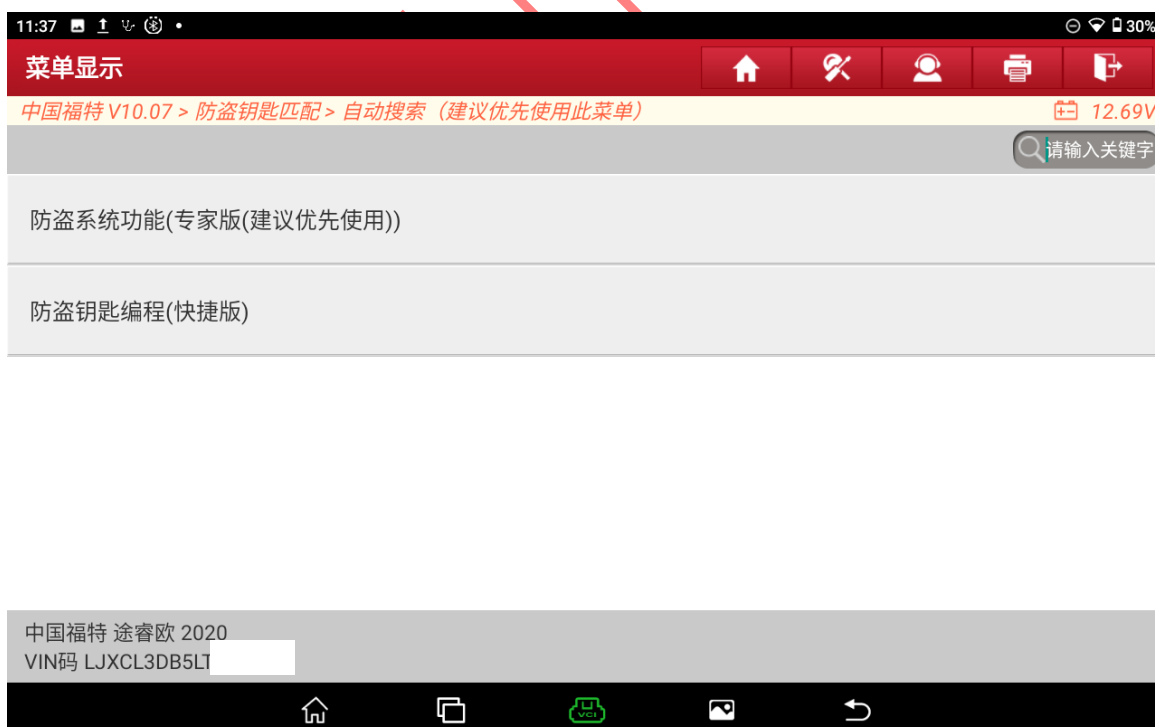 11:37
30%
菜单显示
中国福特 V10.07 > 防盗钥匙匹配 > 自动搜索（建议优先使用此菜单）
12.69V
请输入关键字
防盗系统功能(专家版(建议优先使用))
防盗钥匙编程(快捷版)
中国福特 途睿欧 2020
VIN码 LJXCL3DB5LT
VCI